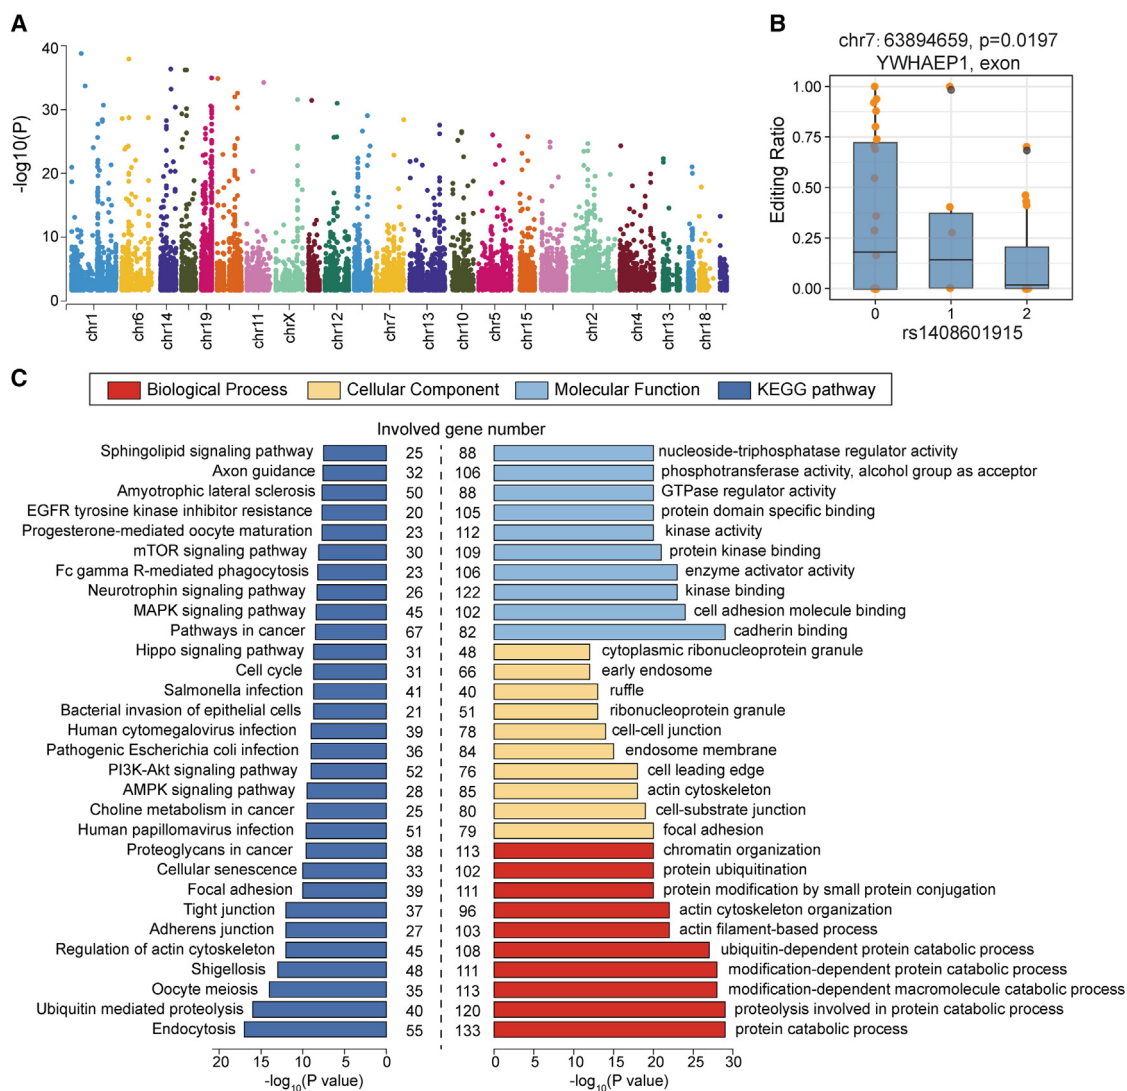 A
-log10(P)
40
30
20
10
0
chr1
chr6
chr14
chr19
chr11
chrX
chr12
chr7
chr13
chr10
chr5
chr15
chr2
chr4
chr13
chr18
B
chr7:63894659, p=0.0197
YWHAEP1, exon
Editing Ratio
1.00
0.75
0.50
0.25
0.00
0 1 2
rs1408601915
C
Biological Process Cellular Component Molecular Function KEGG pathway
Involved gene number
Sphingolipid signaling pathway 25 88 nucleoside-triphosphatase regulator activity
Axon guidance 32 106 phosphotransferase activity, alcohol group as acceptor
Amyotrophic lateral sclerosis 50 88 GTPase regulator activity
EGFR tyrosine kinase inhibitor resistance 20 105 protein domain specific binding
Progesterone-mediated oocyte maturation 23 112 kinase activity
mTOR signaling pathway 30 109 protein kinase binding
Fc gamma R-mediated phagocytosis 23 106 enzyme activator activity
Neurotrophin signaling pathway 26 122 kinase binding
MAPK signaling pathway 45 102 cell adhesion molecule binding
Pathways in cancer 67 82 cadherin binding
Hippo signaling pathway 31 48 cytoplasmic ribonucleoprotein granule
Cell cycle 31 66 early endosome
Salmonella infection 41 40 ruffle
Bacterial invasion of epithelial cells 21 51 ribonucleoprotein granule
Human cytomegalovirus infection 39 78 cell-cell junction
Pathogenic Escherichia coli infection 36 84 endosome membrane
PI3K-Akt signaling pathway 52 76 cell leading edge
AMPK signaling pathway 28 85 actin cytoskeleton
Choline metabolism in cancer 25 80 cell-substrate junction
Human papillomavirus infection 51 79 focal adhesion
Proteoglycans in cancer 38 113 chromatin organization
Cellular senescence 33 102 protein ubiquitination
Focal adhesion 39 111 protein modification by small protein conjugation
Tight junction 37 96 actin cytoskeleton organization
Adherens junction 27 103 actin filament-based process
Regulation of actin cytoskeleton 45 108 ubiquitin-dependent protein catabolic process
Shigellosis 48 111 modification-dependent protein catabolic process
Oocyte meiosis 35 113 modification-dependent macromolecule catabolic process
Ubiquitin mediated proteolysis 40 120 proteolysis involved in protein catabolic process
Endocytosis 55 133 protein catabolic process
20 15 10 5 0 0 5 10 15 20 25 30
-log10(P value) -log10(P value)